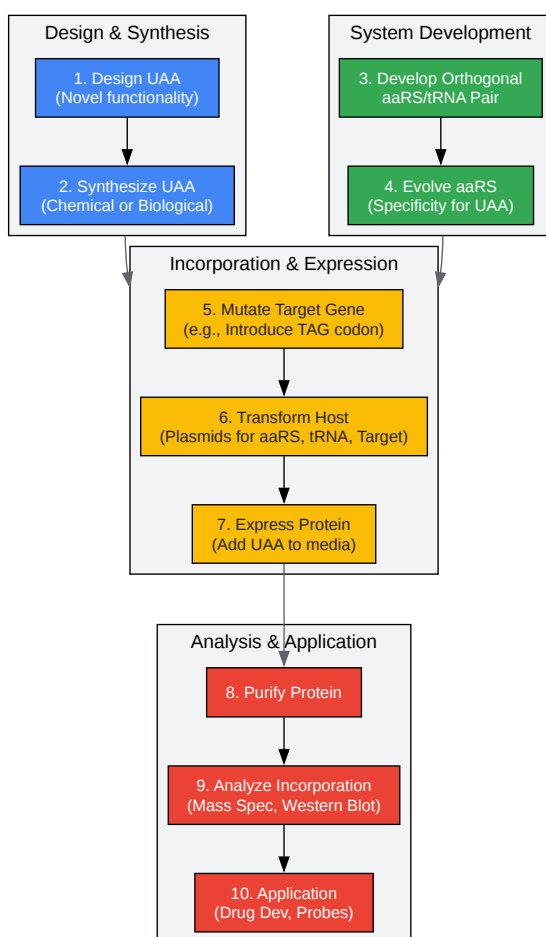 Design & Synthesis
1. Design UAA
(Novel functionality)
2. Synthesize UAA
(Chemical or Biological)
System Development
3. Develop Orthogonal
aaRS/tRNA Pair
4. Evolve aaRS
(Specificity for UAA)
Incorporation & Expression
5. Mutate Target Gene
(e.g., Introduce TAG codon)
6. Transform Host
(Plasmids for aaRS, tRNA, Target)
7. Express Protein
(Add UAA to media)
Analysis & Application
8. Purify Protein
9. Analyze Incorporation
(Mass Spec, Western Blot)
10. Application
(Drug Dev, Probes)